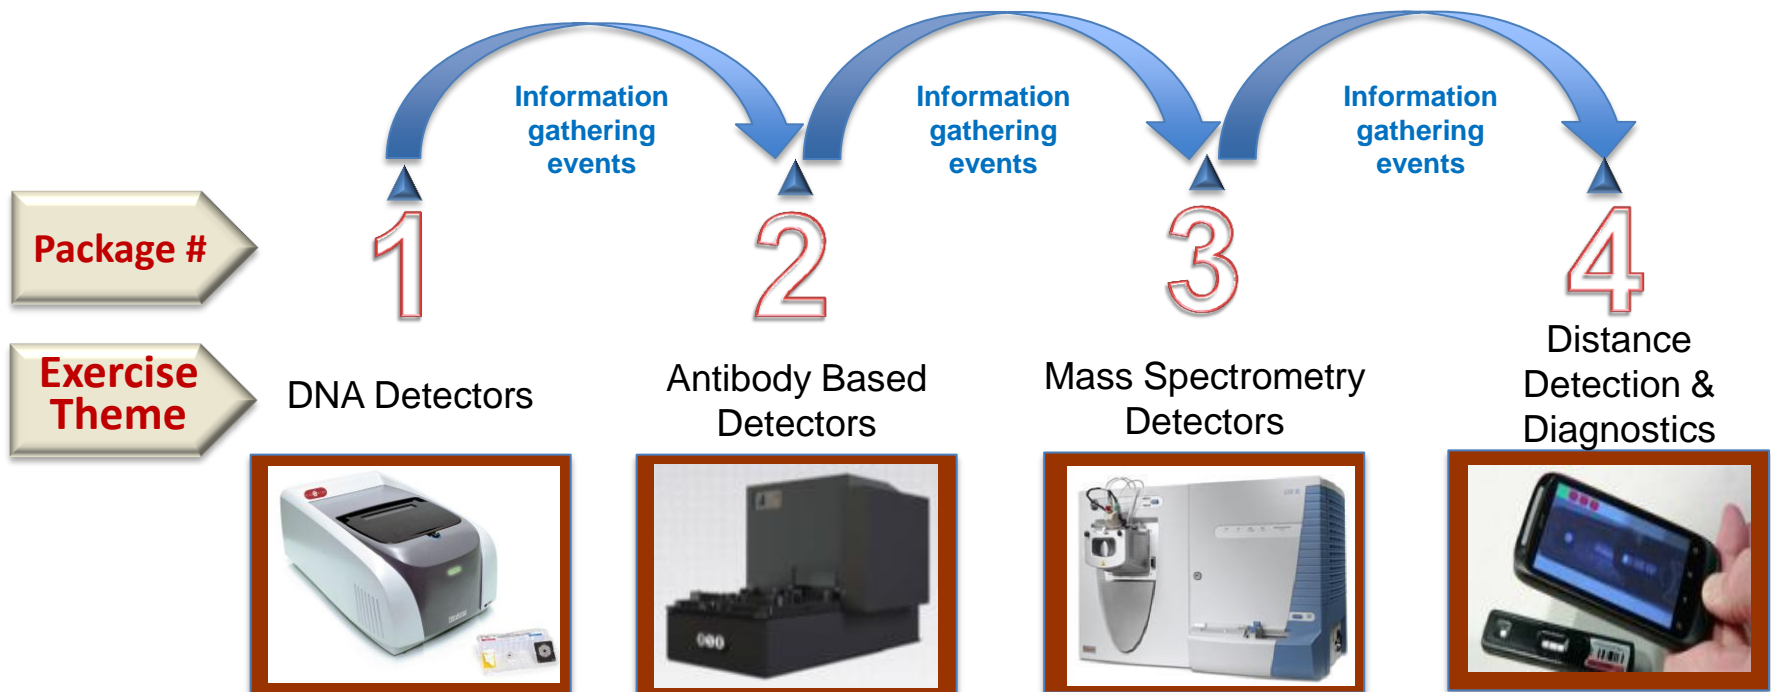 Information
gathering
events
Information
gathering
events
Information
gathering
events
Package #
1
2
3
4
Exercise
Theme
DNA Detectors
Antibody Based
Detectors
Mass Spectrometry
Detectors
Distance
Detection &
Diagnostics